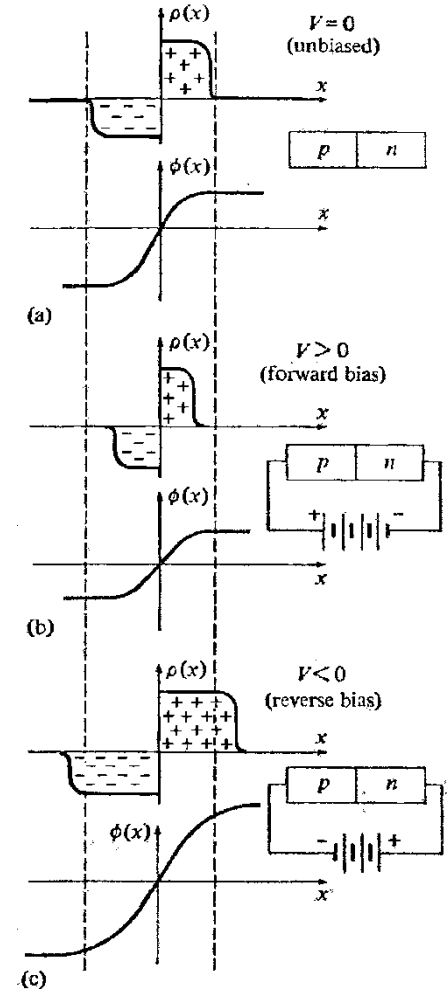 ρ(x)
V = 0
(unbiased)
x
+ +
+ + +
+ +
+ +
− − −
− − − −
− −
p n
ϕ(x)
x
(a)
ρ(x)
V > 0
(forward bias)
+
+ +
+
+
x
− −
− −
−
p n
+ −
ϕ(x)
x
(b)
ρ(x)
V < 0
(reverse bias)
+ + + +
+ + + +
+ + + +
+ + + +
x
− − − − −
− − − −
− − − −
p n
− +
ϕ(x)
x
(c)